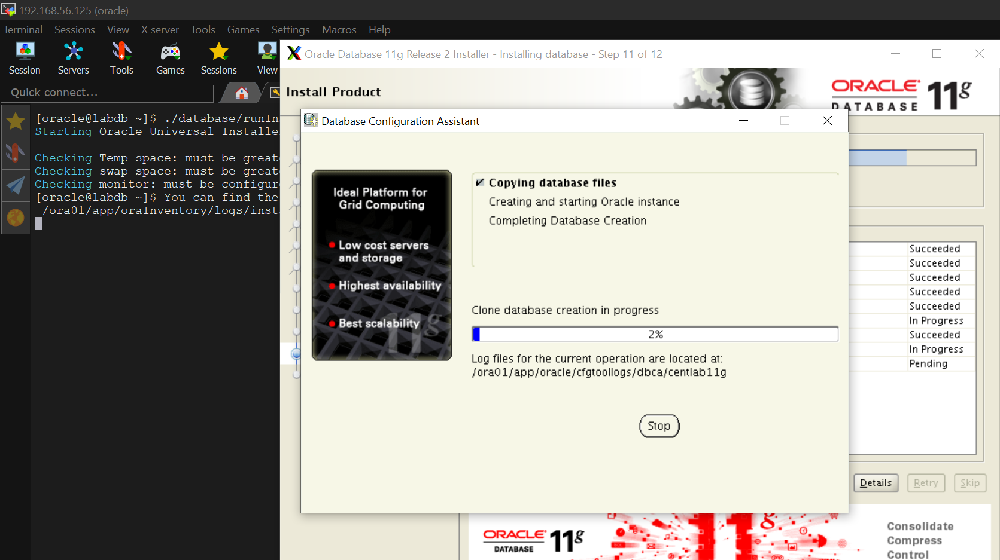 192.168.56.125 (oracle)
Terminal Sessions View X server Tools Games Settings Macros Help
Session Servers Tools Games Sessions View
Quick connect...
[oracle@labdb ~]$ ./database/runIn
Starting Oracle Universal Installe
Checking Temp space: must be great
Checking swap space: must be great
Checking monitor: must be configur
[oracle@labdb ~]$ You can find the
/ora01/app/oraInventory/logs/inst
Oracle Database 11g Release 2 Installer - Installing database - Step 11 of 12
Install Product
ORACLE
DATABASE
11g
Database Configuration Assistant
Ideal Platform for
Grid Computing
Low cost servers
and storage
Highest availability
Best scalability
11g
Copying database files
Creating and starting Oracle instance
Completing Database Creation
Clone database creation in progress
2%
Log files for the current operation are located at:
/ora01/app/oracle/cfgtoollogs/dbca/centlab11g
Stop
Succeeded
Succeeded
Succeeded
Succeeded
Succeeded
In Progress
Succeeded
In Progress
Pending
Details Retry Skip
ORACLE
DATABASE
11g
11g
Consolidate
Compress
Control